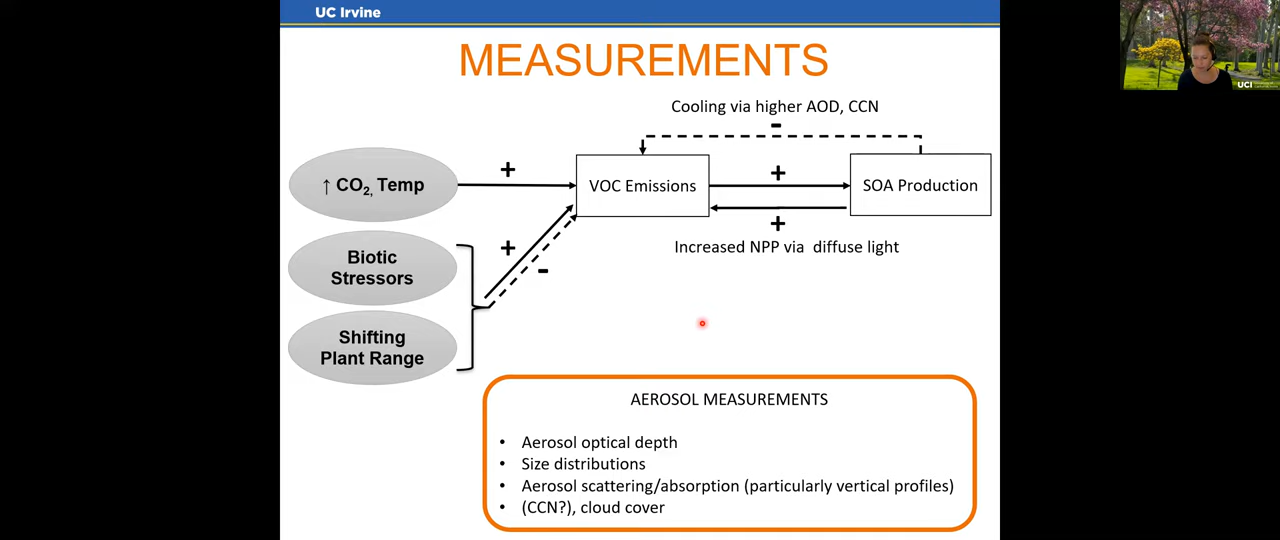 UC Irvine
MEASUREMENTS
Cooling via higher AOD, CCN
-
↑ CO2, Temp
+
VOC Emissions
+
SOA Production
+
Increased NPP via diffuse light
Biotic
Stressors
+
-
Shifting
Plant Range
AEROSOL MEASUREMENTS
• Aerosol optical depth
• Size distributions
• Aerosol scattering/absorption (particularly vertical profiles)
• (CCN?), cloud cover
UCI